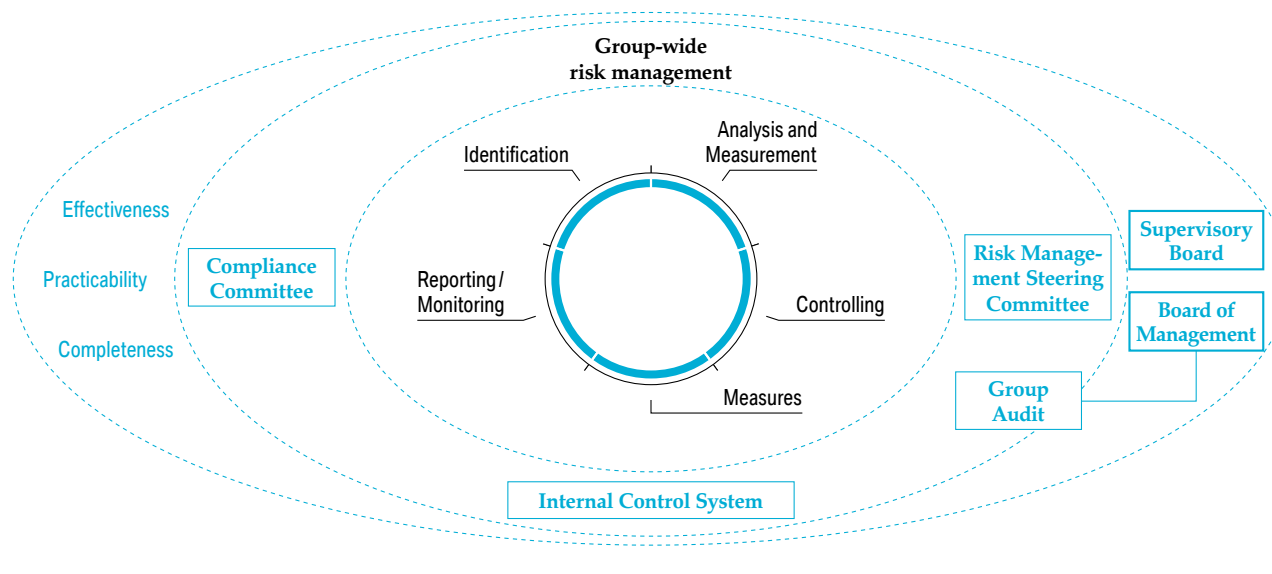 Group-wide
risk management
Identification
Analysis and
Measurement
Effectiveness
Practicability
Completeness
Compliance
Committee
Reporting/
Monitoring
Controlling
Measures
Risk Manage-
ment Steering
Committee
Supervisory
Board
Board of
Management
Group
Audit
Internal Control System